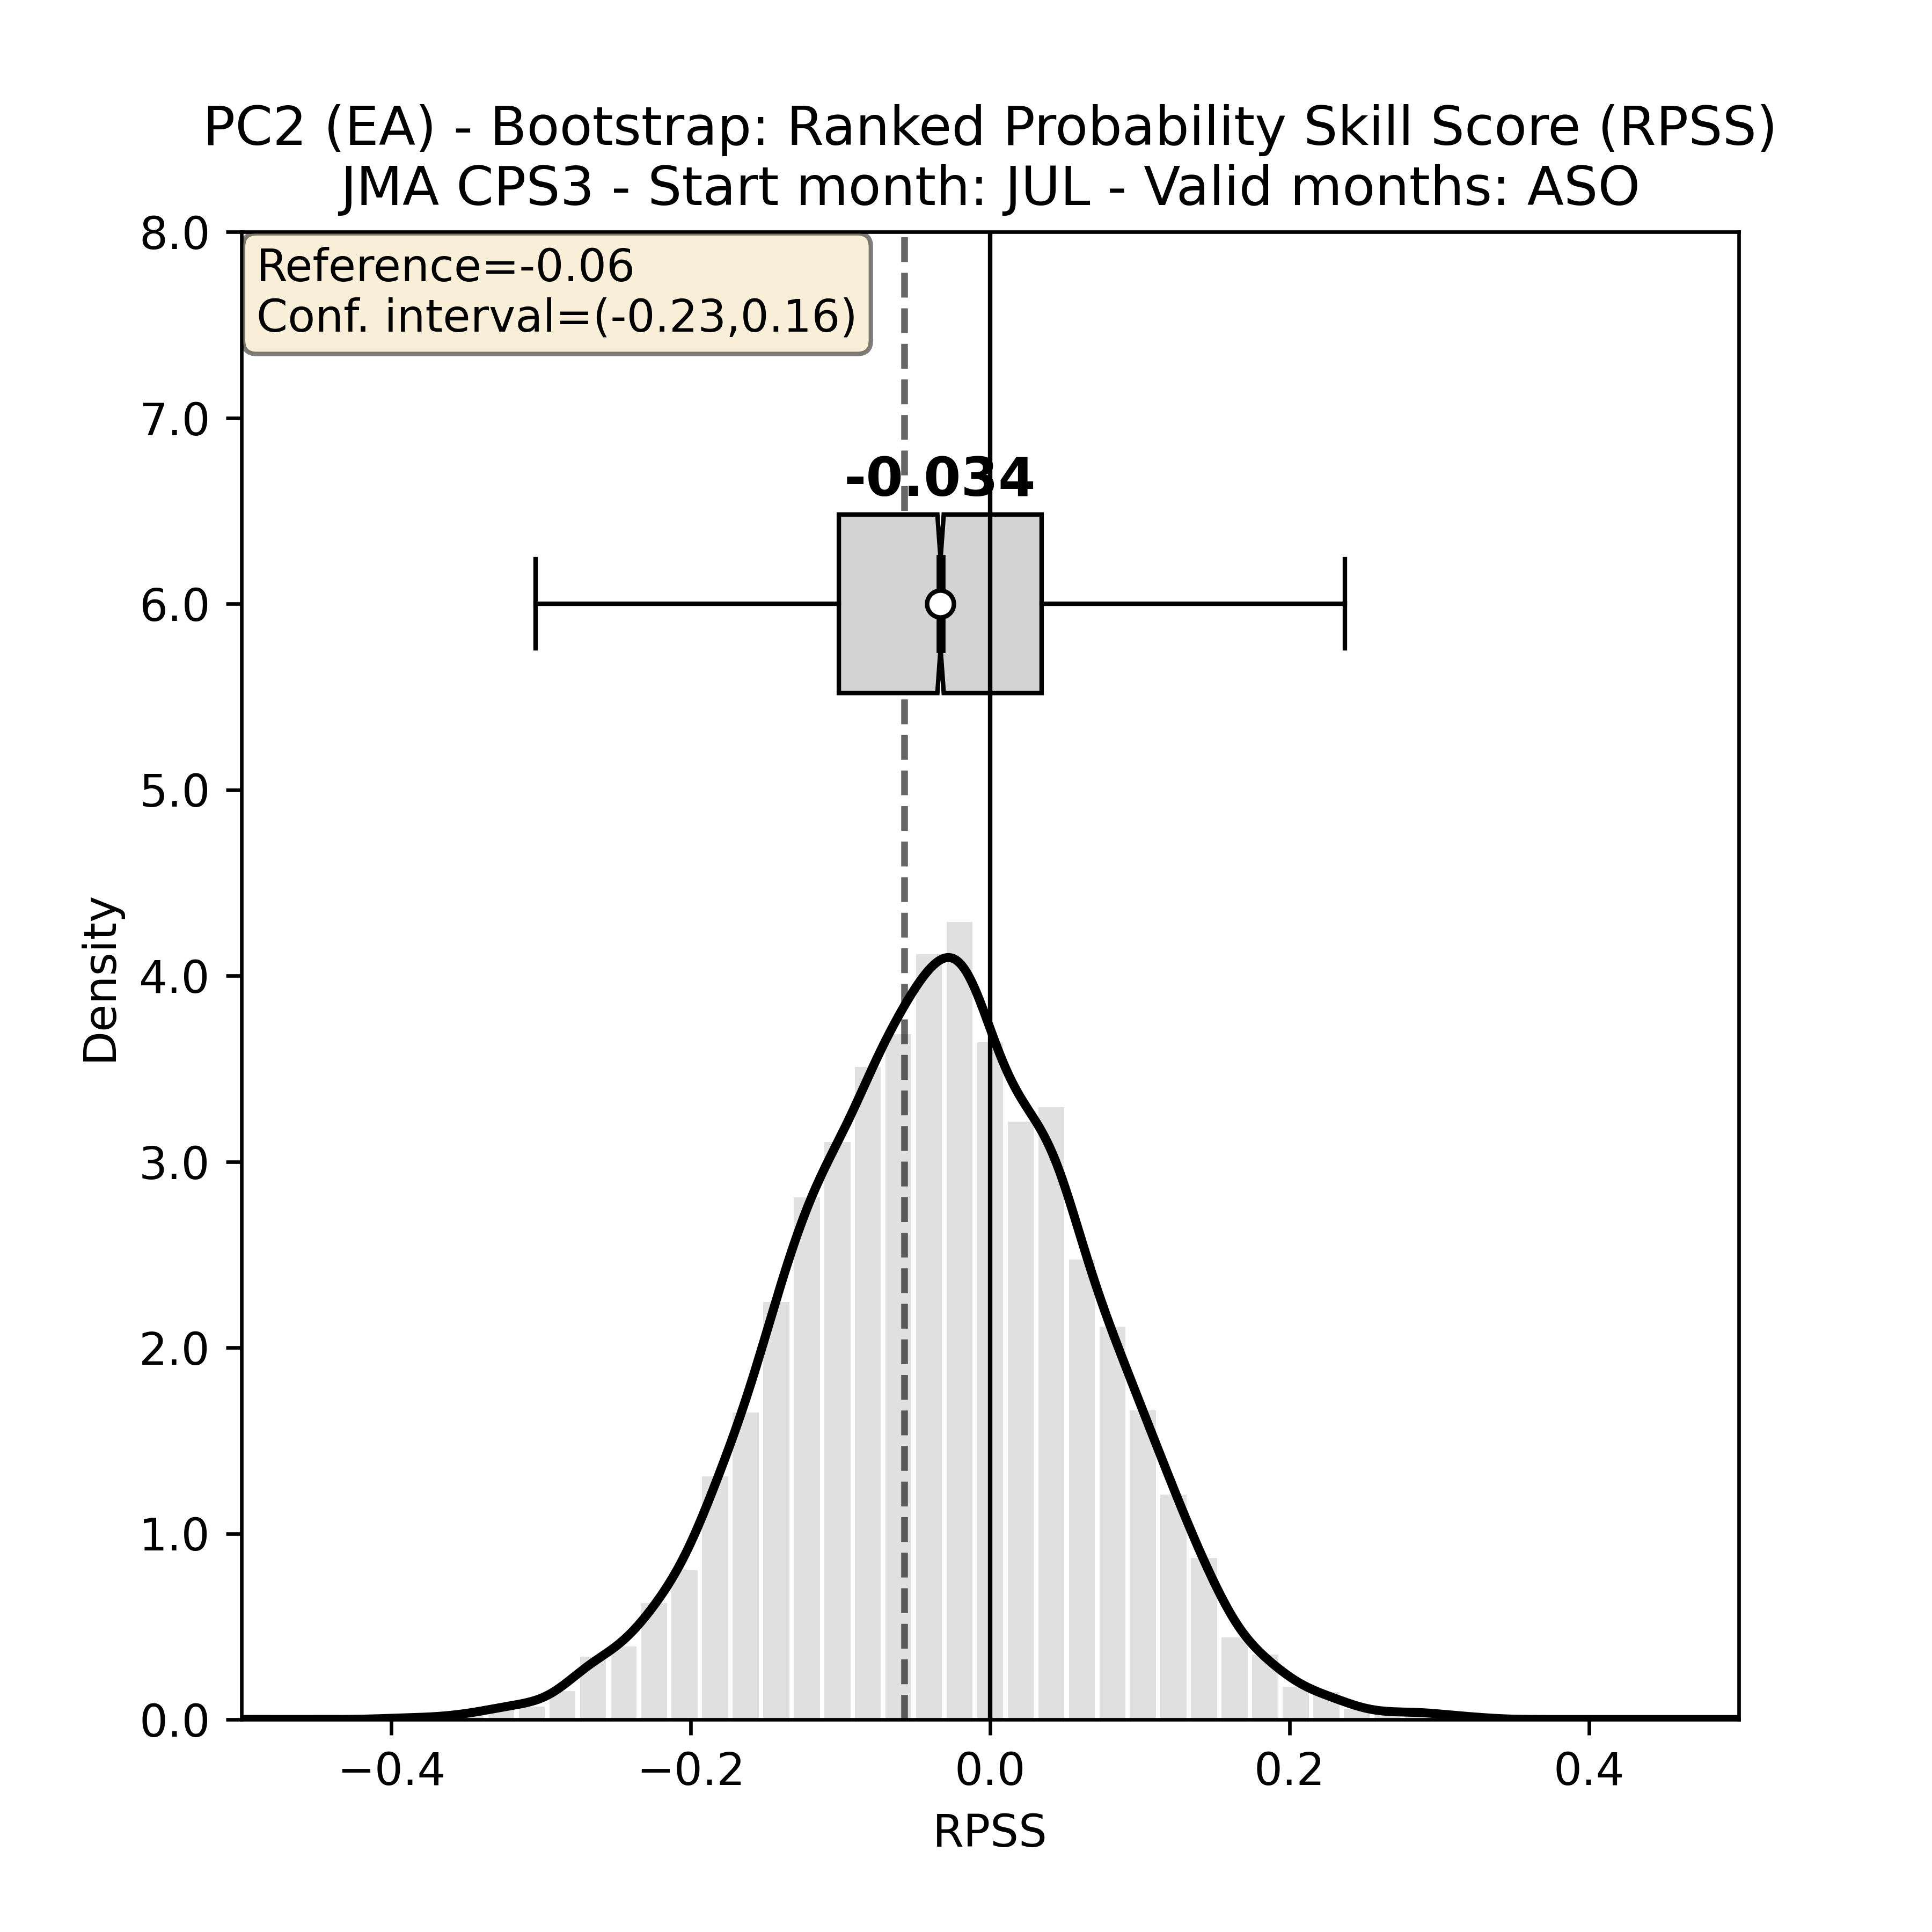 PC2 (EA) - Bootstrap: Ranked Probability Skill Score (RPSS)
JMA CPS3 - Start month: JUL - Valid months: ASO
Reference=-0.06
Conf. interval=(-0.23,0.16)
-0.034
8.0
7.0
6.0
5.0
4.0
3.0
2.0
1.0
0.0
Density
−0.4
−0.2
0.0
0.2
0.4
RPSS